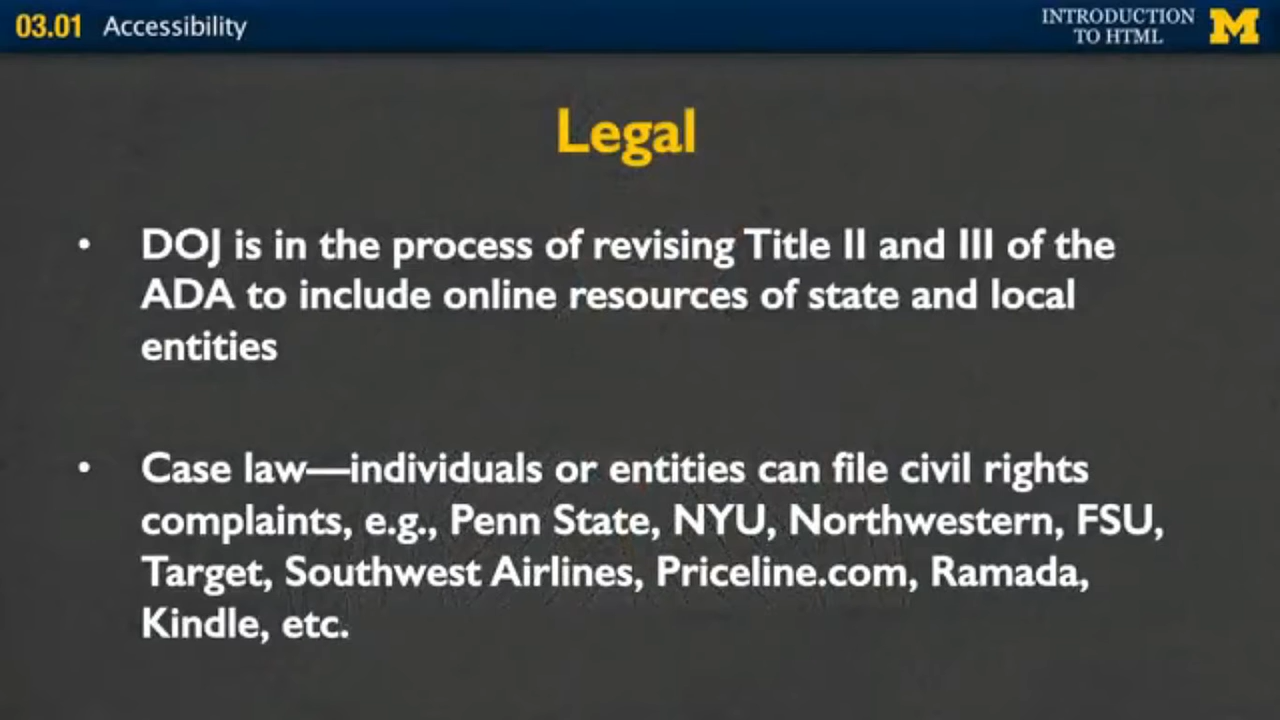 03.01 Accessibility
INTRODUCTION
TO HTML
M
Legal
• DOJ is in the process of revising Title II and III of the
ADA to include online resources of state and local
entities
• Case law—individuals or entities can file civil rights
complaints, e.g., Penn State, NYU, Northwestern, FSU,
Target, Southwest Airlines, Priceline.com, Ramada,
Kindle, etc.